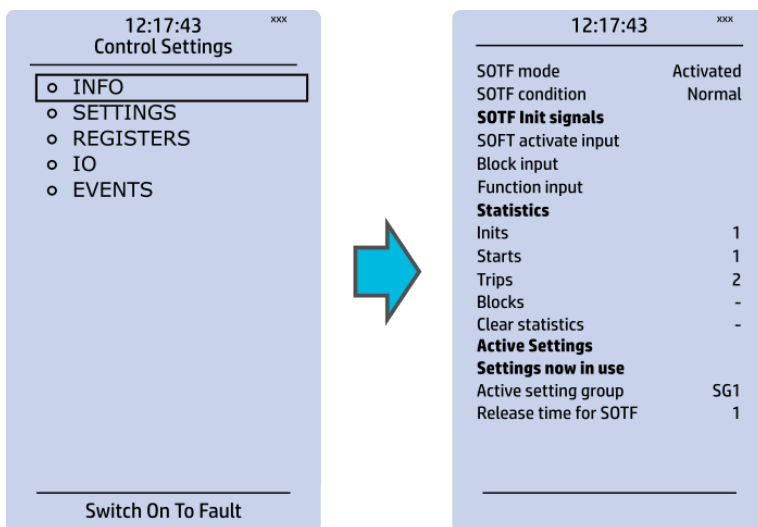 12:17:43 xxx
Control Settings
INFO
SETTINGS
REGISTERS
IO
EVENTS
Switch On To Fault
12:17:43 xxx
SOTF mode Activated
SOTF condition Normal
SOTF Init signals
SOFT activate input
Block input
Function input
Statistics
Inits 1
Starts 1
Trips 2
Blocks -
Clear statistics -
Active Settings
Settings now in use
Active setting group SG1
Release time for SOTF 1